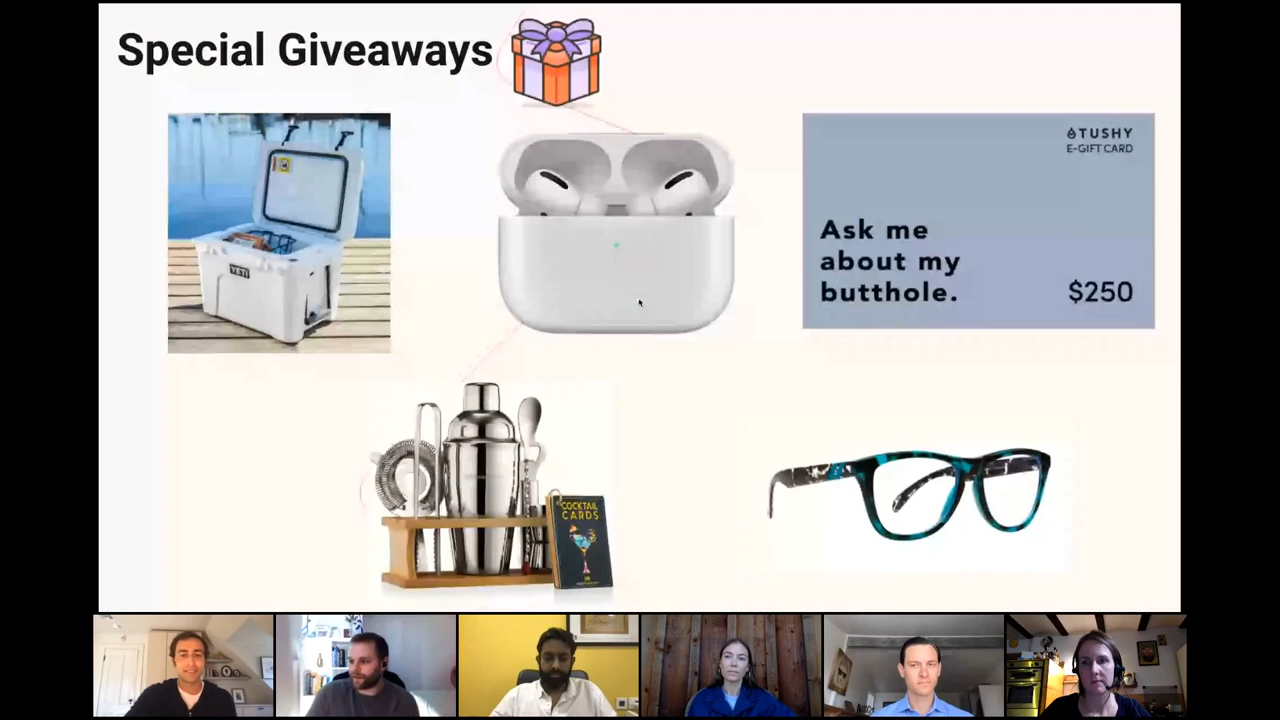 Special Giveaways
YETI
TUSHY
E-GIFT CARD
Ask me
about my
butthole.
$250
COCKTAIL
CARDS